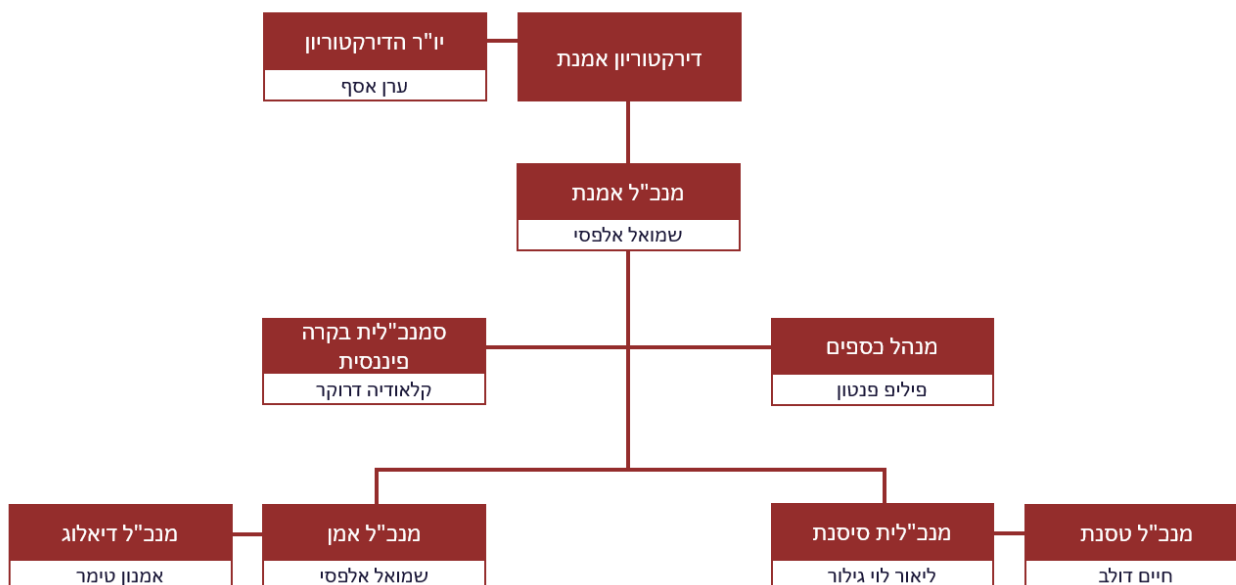 דירקטוריון אמנת
יו"ר הדירקטוריון
ערן אסף
מנכ"ל אמנת
שמואל אלפסי
מנהל כספים
פיליפ פנטון
סמנכ"לית בקרה
פיננסית
קלאודיה דרוקר
מנכ"ל טסנת
חיים דולב
מנכ"לית סיסנת
ליאור לוי גילור
מנכ"ל אמן
שמואל אלפסי
מנכ"ל דיאלוג
אמנון טימר